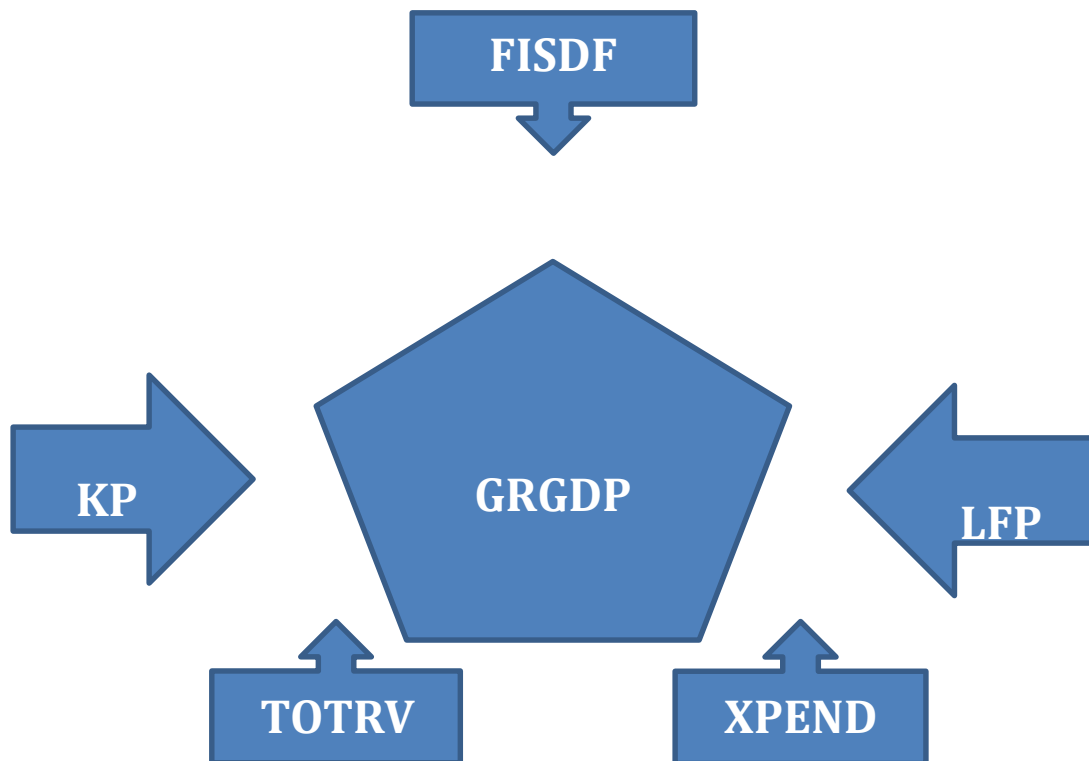 FISDF
KP
GRGDP
LFP
TOTRV
XPEND